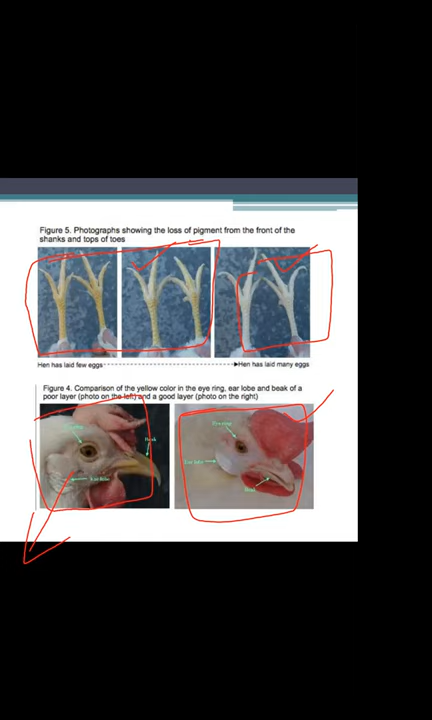 Figure 5. Photographs showing the loss of pigment from the front of the
shanks and tops of toes
Hen has laid few eggs
Hen has laid many eggs
Figure 4. Comparison of the yellow color in the eye ring, ear lobe and beak of a
poor layer (photo on the left) and a good layer (photo on the right)
Beak
Ear lobe
Eye ring
Ear lobe
Beak